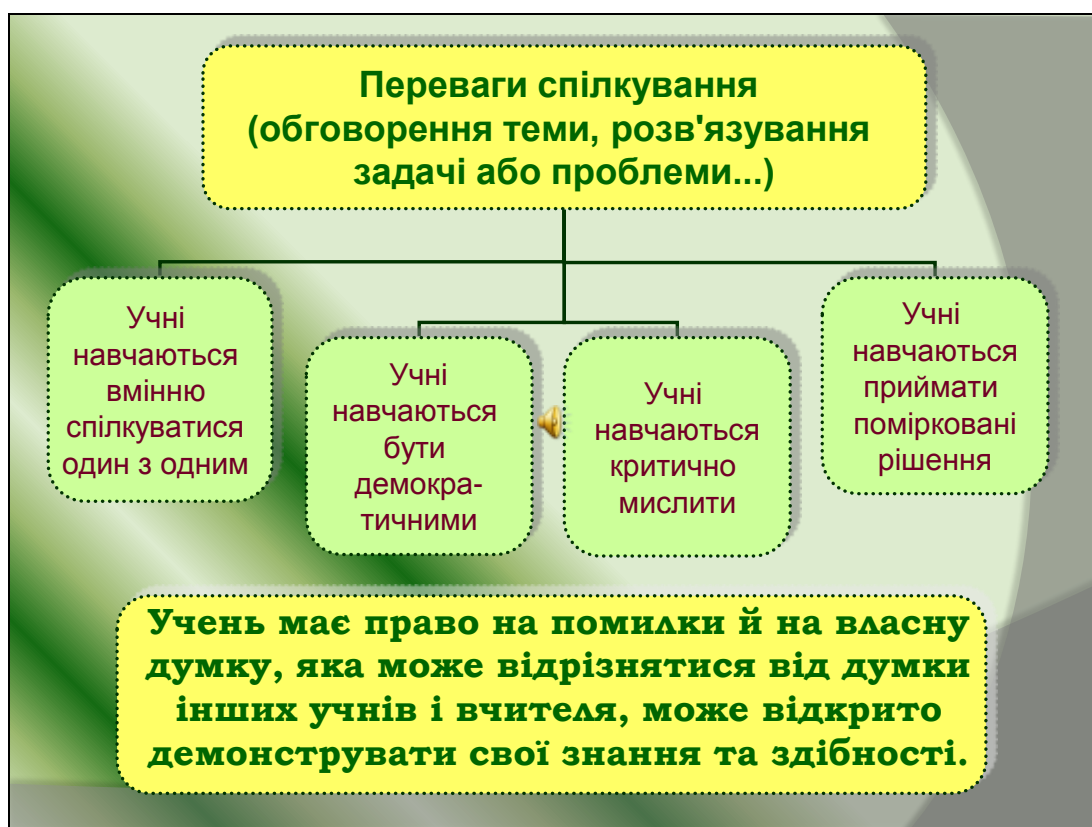 Переваги спілкування
(обговорення теми, розв'язування
задачі або проблеми...)
Учні
навчаються
вмінню
спілкуватися
один з одним
Учні
навчаються
бути
демокра-
тичними
Учні
навчаються
критично
мислити
Учні
навчаються
приймати
помірковані
рішення
Учень має право на помилки й на власну
думку, яка може відрізнятися від думки
інших учнів і вчителя, може відкрито
демонструвати свої знання та здібності.